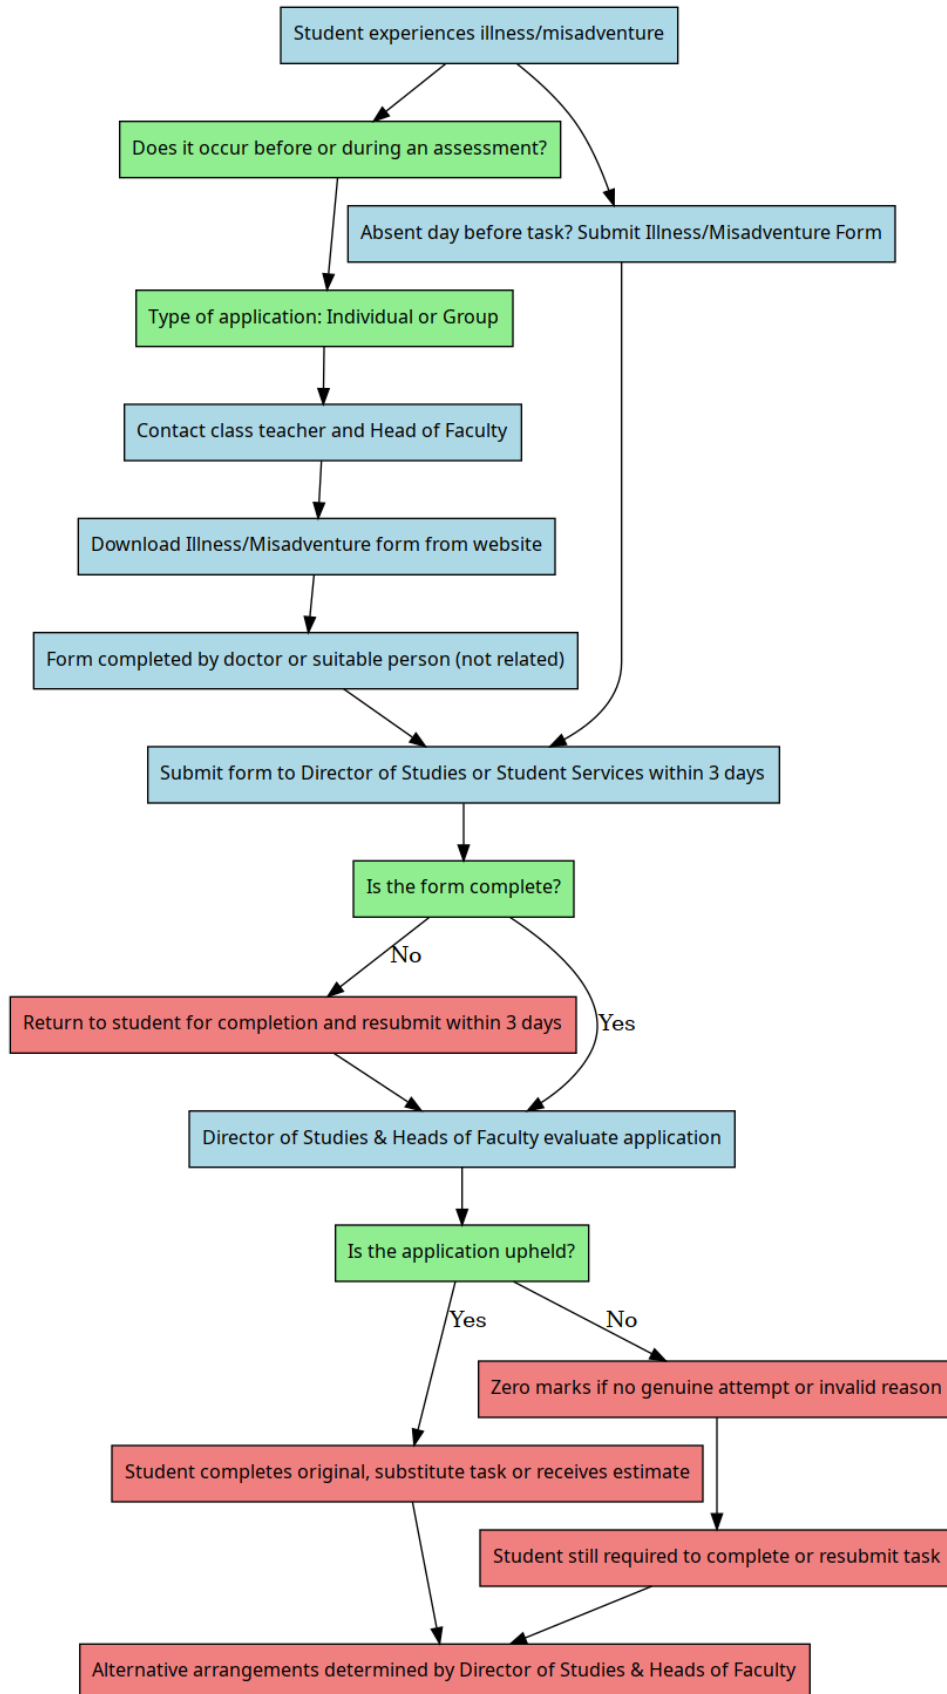 Student experiences illness/misadventure
Does it occur before or during an assessment?
Absent day before task? Submit Illness/Misadventure Form
Type of application: Individual or Group
Contact class teacher and Head of Faculty
Download Illness/Misadventure form from website
Form completed by doctor or suitable person (not related)
Submit form to Director of Studies or Student Services within 3 days
Is the form complete?
No
Yes
Return to student for completion and resubmit within 3 days
Director of Studies & Heads of Faculty evaluate application
Is the application upheld?
Yes
No
Zero marks if no genuine attempt or invalid reason
Student completes original, substitute task or receives estimate
Student still required to complete or resubmit task
Alternative arrangements determined by Director of Studies & Heads of Faculty